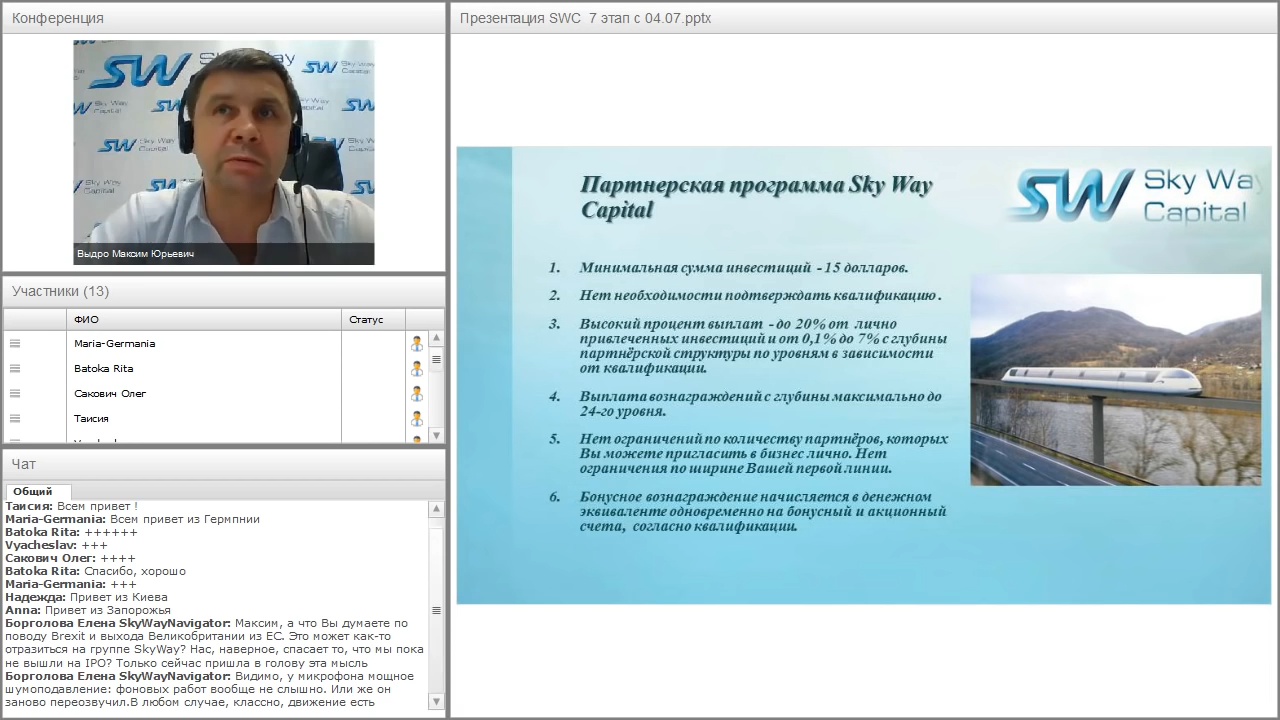 Конференция
Sky Way
Capital
Выдро Максим Юрьевич
Участники (13)
ФИО Статус
Maria-Germania
Batoka Rita
Сакович Олег
Таисия
Чат
Общий
Таисия: Всем привет !
Maria-Germania: Всем привет из Гермпнии
Batoka Rita: ++++++
Vyacheslav: +++
Сакович Олег: ++++
Batoka Rita: Спасибо, хорошо
Maria-Germania: +++
Надежда: Привет из Киева
Anna: Привет из Запорожья
Борголова Елена SkyWayNavigator: Максим, а что Вы думаете по
поводу Brexit и выхода Великобритании из ЕС. Это может как-то
отразиться на группе SkyWay? Нас, наверное, спасает то, что мы пока
не вышли на IPO? Только сейчас пришла в голову эта мысль
Борголова Елена SkyWayNavigator: Видимо, у микрофона мощное
шумоподавление: фоновых работ вообще не слышно. Или же он
заново переозвучил.В любом случае, классно, движение есть
Презентация SWC 7 этап с 04.07.pptx
Партнерская программа Sky Way
Capital
SW Sky Way
Capital
1. Минимальная сумма инвестиций - 15 долларов.
2. Нет необходимости подтверждать квалификацию .
3. Высокий процент выплат - до 20% от лично
привлеченных инвестиций и от 0,1% до 7% с глубины
партнёрской структуры по уровням в зависимости
от квалификации.
4. Выплата вознаграждений с глубины максимально до
24-го уровня.
5. Нет ограничений по количеству партнёров, которых
Вы можете пригласить в бизнес лично. Нет
ограничения по ширине Вашей первой линии.
6. Бонусное вознаграждение начисляется в денежном
эквиваленте одновременно на бонусный и акционный
счета, согласно квалификации.